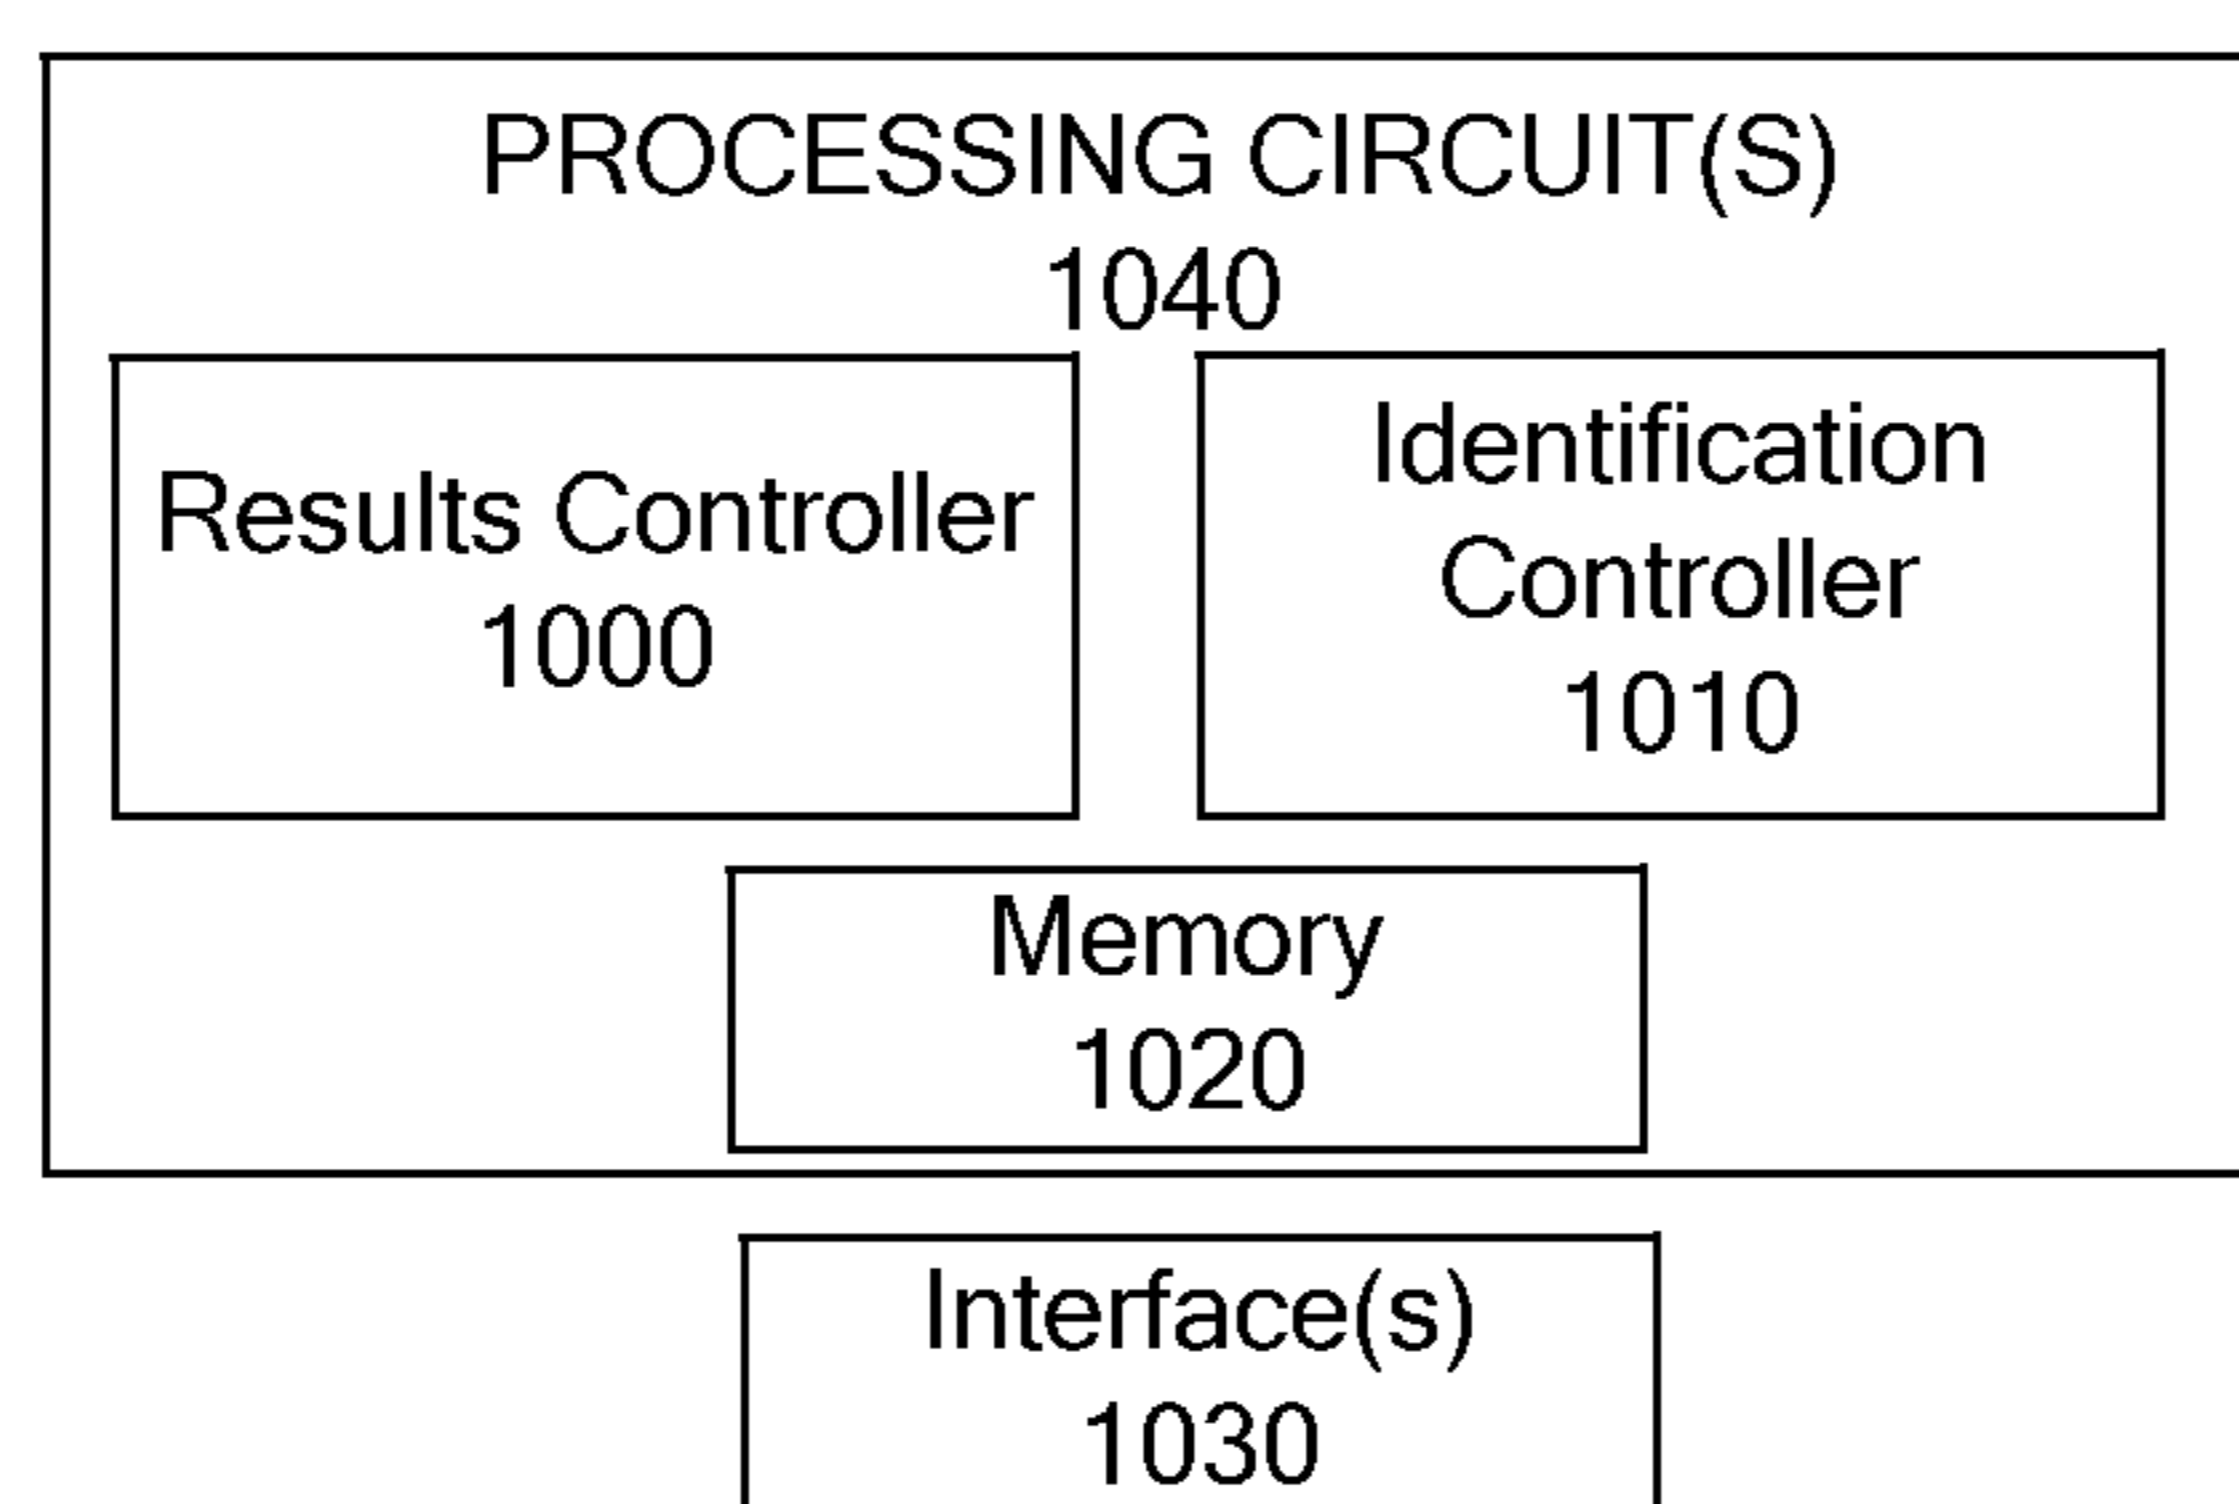 PROCESSING CIRCUIT(S)
1040
Results Controller
1000
Identification
Controller
1010
Memory
1020
Interface(s)
1030